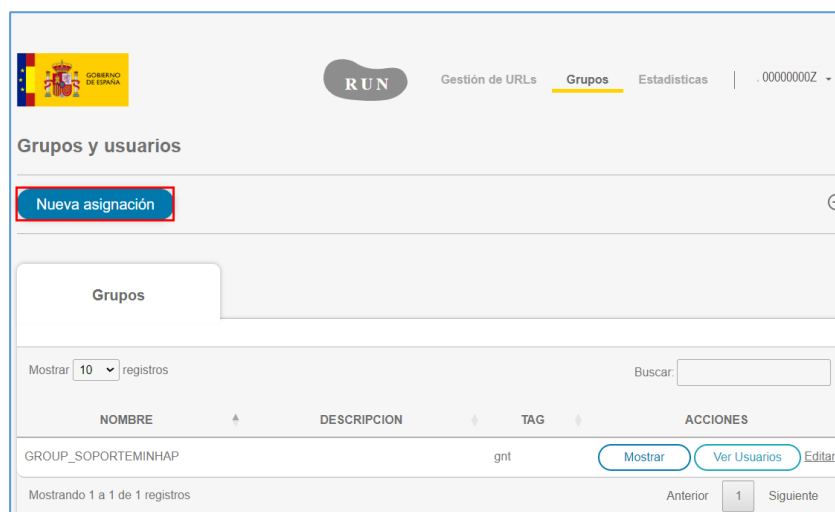 GOBIERNO
DE ESPAÑA
RUN
Gestión de URLs Grupos Estadisticas 00000000Z
Grupos y usuarios
Nueva asignación
Grupos
Mostrar 10 registros Buscar:
NOMBRE DESCRIPCION TAG ACCIONES
GROUP_SOPORTEMINHAP gnt Mostrar Ver Usuarios Editar
Mostrando 1 a 1 de 1 registros Anterior 1 Siguiente